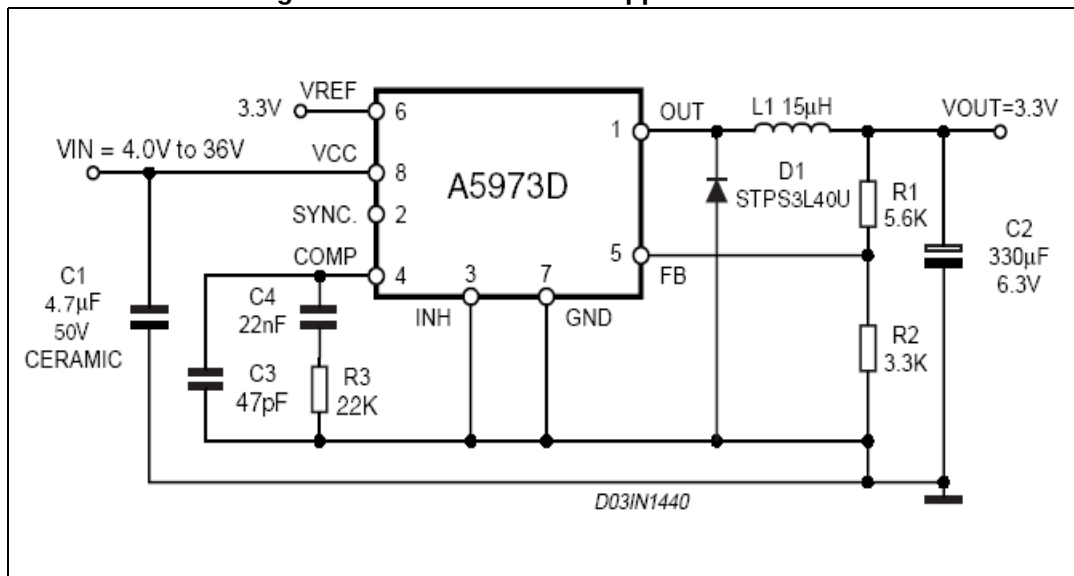 VREF
3.3V
6
OUT
1
L1 15μH
VOUT=3.3V
VIN = 4.0V to 36V
VCC
8
A5973D
D1
STPS3L40U
R1
5.6K
SYNC.
2
C2
330μF
6.3V
COMP
4
3
7
5
FB
C1
4.7μF
50V
CERAMIC
C4
22nF
INH
GND
R2
3.3K
C3
47pF
R3
22K
D03IN1440